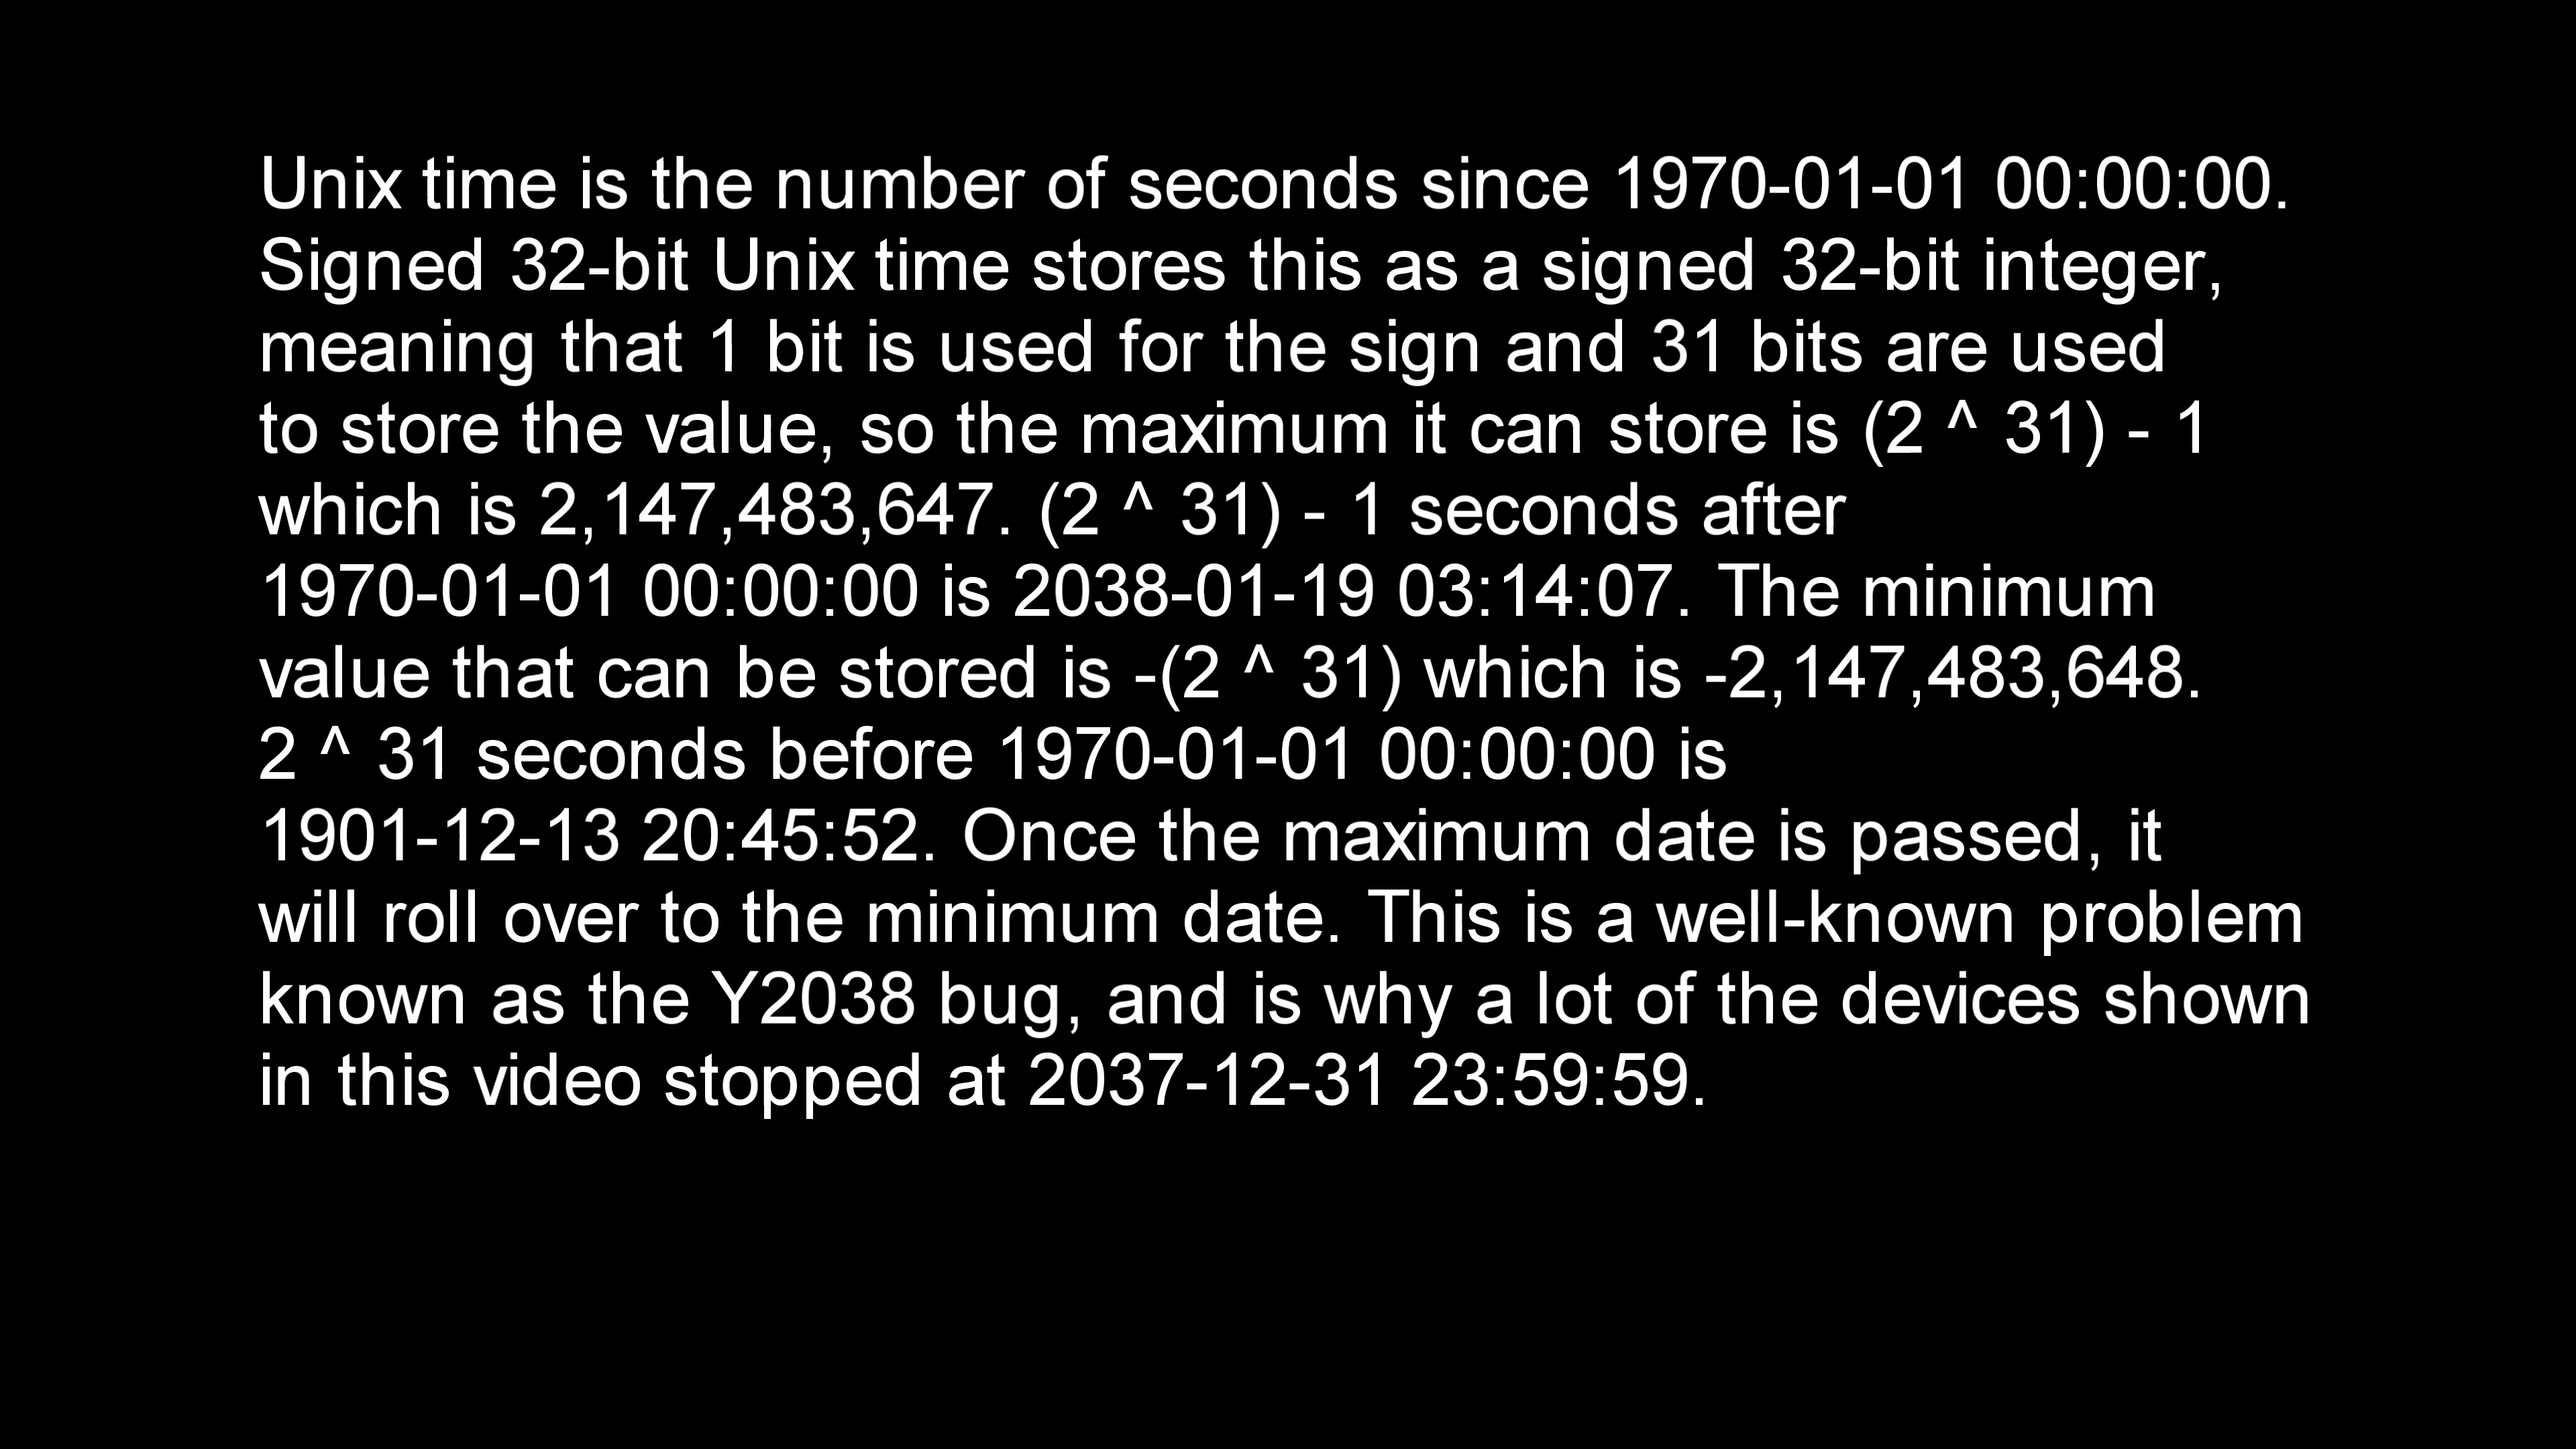 Unix time is the number of seconds since 1970-01-01 00:00:00.
Signed 32-bit Unix time stores this as a signed 32-bit integer,
meaning that 1 bit is used for the sign and 31 bits are used
to store the value, so the maximum it can store is (2 ^ 31) - 1
which is 2,147,483,647. (2 ^ 31) - 1 seconds after
1970-01-01 00:00:00 is 2038-01-19 03:14:07. The minimum
value that can be stored is -(2 ^ 31) which is -2,147,483,648.
2 ^ 31 seconds before 1970-01-01 00:00:00 is
1901-12-13 20:45:52. Once the maximum date is passed, it
will roll over to the minimum date. This is a well-known problem
known as the Y2038 bug, and is why a lot of the devices shown
in this video stopped at 2037-12-31 23:59:59.